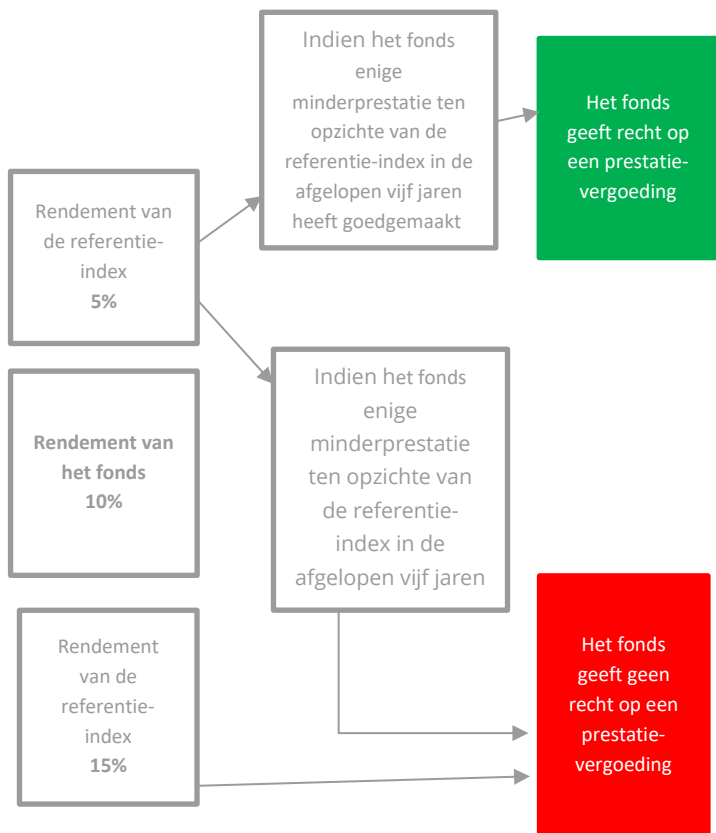 Indien het fonds
enige
minderprestatie ten
opzichte van de
referentie-index in de
afgelopen vijf jaren
heeft goedgemaakt
Het fonds
geeft recht op
een prestatie-
vergoeding
Rendement van
de referentie-
index
5%
Indien het fonds
enige
minderprestatie
ten opzichte van
de referentie-
index in de
afgelopen vijf jaren
Rendement van
het fonds
10%
Het fonds
geeft geen
recht op een
prestatie-
vergoeding
Rendement
van de
referentie-
index
15%